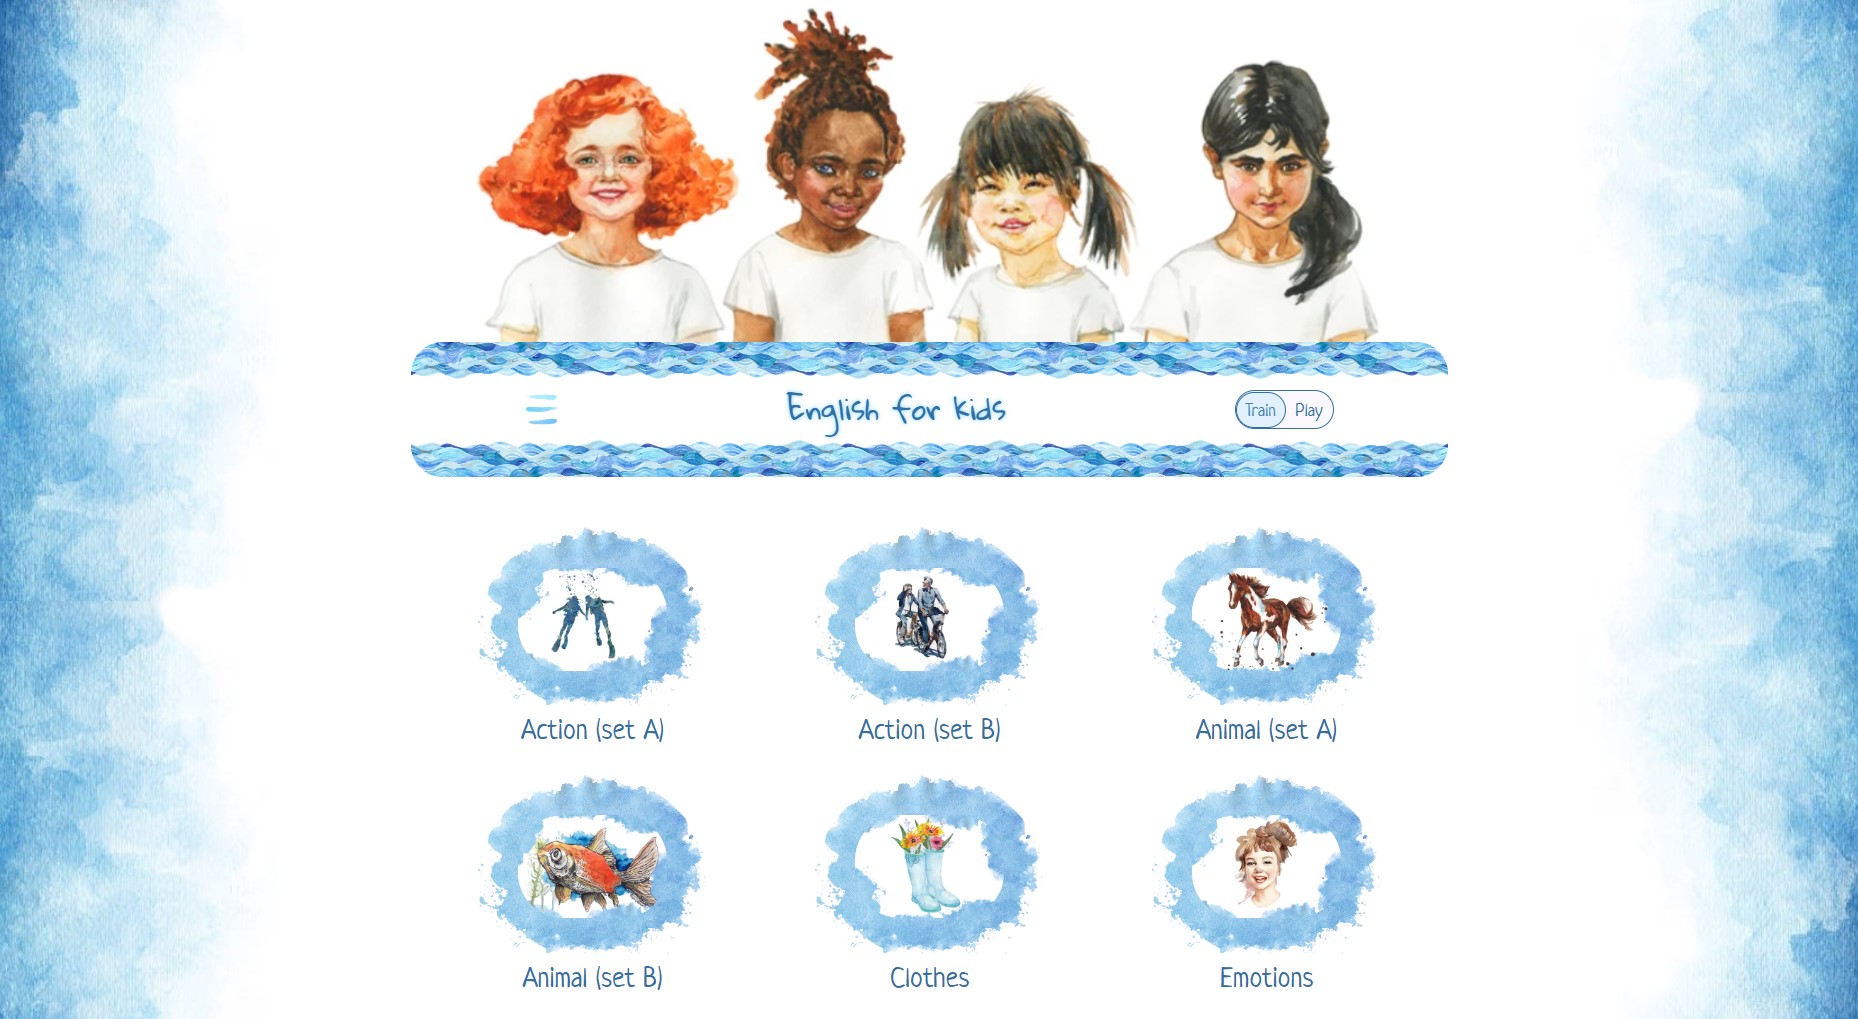 English for kids
Train Play
Action (set A)
Action (set B)
Animal (set A)
Animal (set B)
Clothes
Emotions